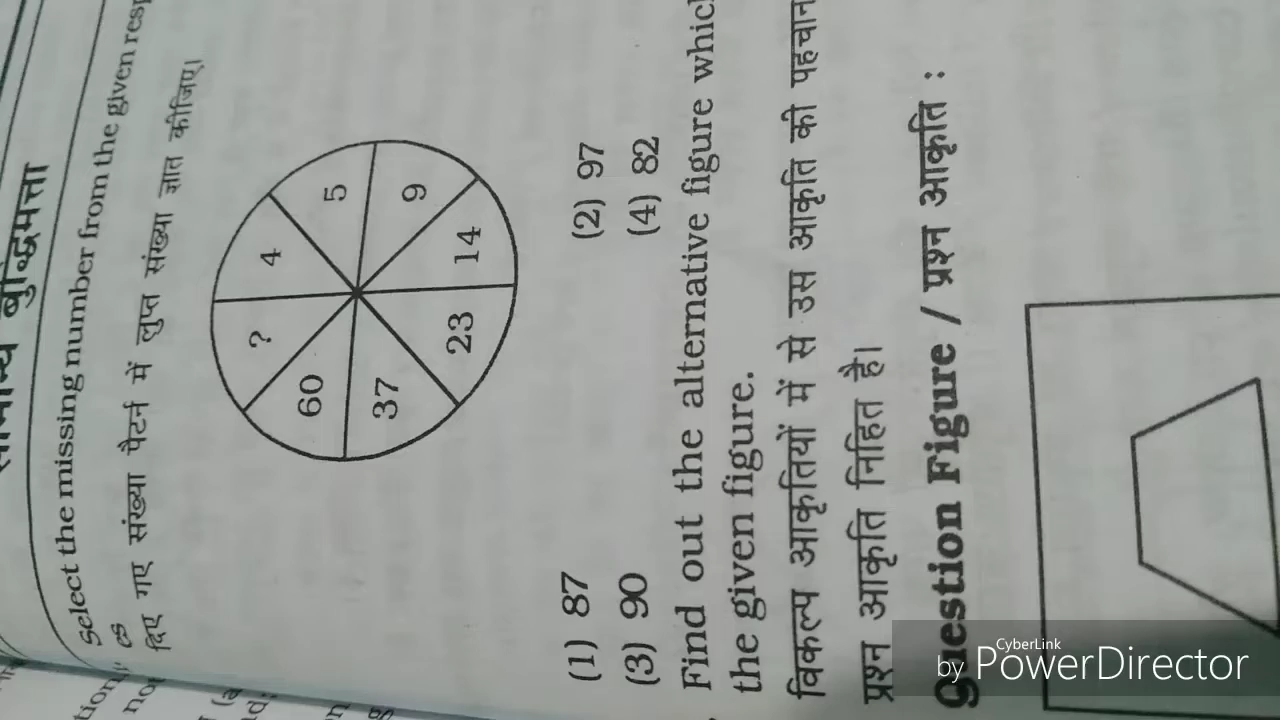 सामान्य बुद्धिमत्ता
Select the missing number from the given
दिए गए संख्या पैटर्न में लुप्त संख्या ज्ञात कीजिए।
4
5
9
14
23
37
60
?
(1) 87 (2) 97
(3) 90 (4) 82
Find out the alternative figure which
the given figure.
विकल्प आकृतियों में से उस आकृति की पहचान
प्रश्न आकृति निहित है।
Question Figure / प्रश्न आकृति :
by CyberLink PowerDirector